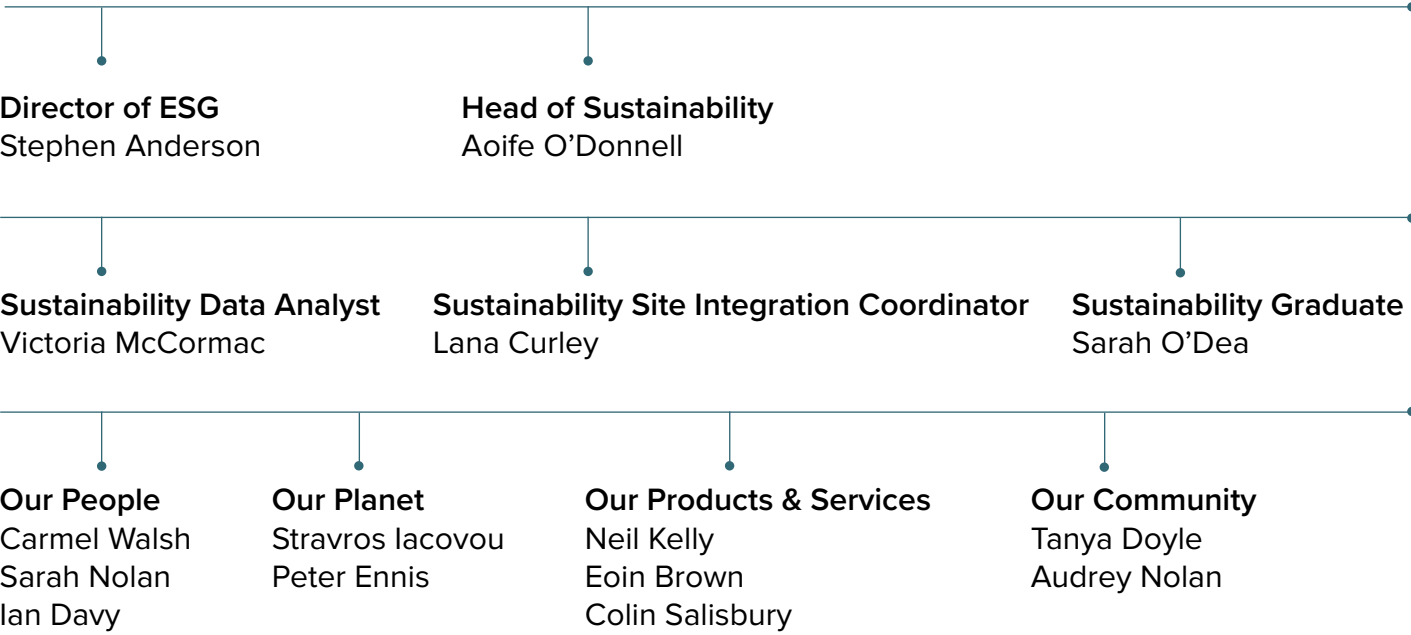 Director of ESG
Stephen Anderson
Head of Sustainability
Aoife O’Donnell
Sustainability Data Analyst
Victoria McCormac
Sustainability Site Integration Coordinator
Lana Curley
Sustainability Graduate
Sarah O’Dea
Our People
Carmel Walsh
Sarah Nolan
Ian Davy
Our Planet
Stravros Iacovou
Peter Ennis
Our Products & Services
Neil Kelly
Eoin Brown
Colin Salisbury
Our Community
Tanya Doyle
Audrey Nolan